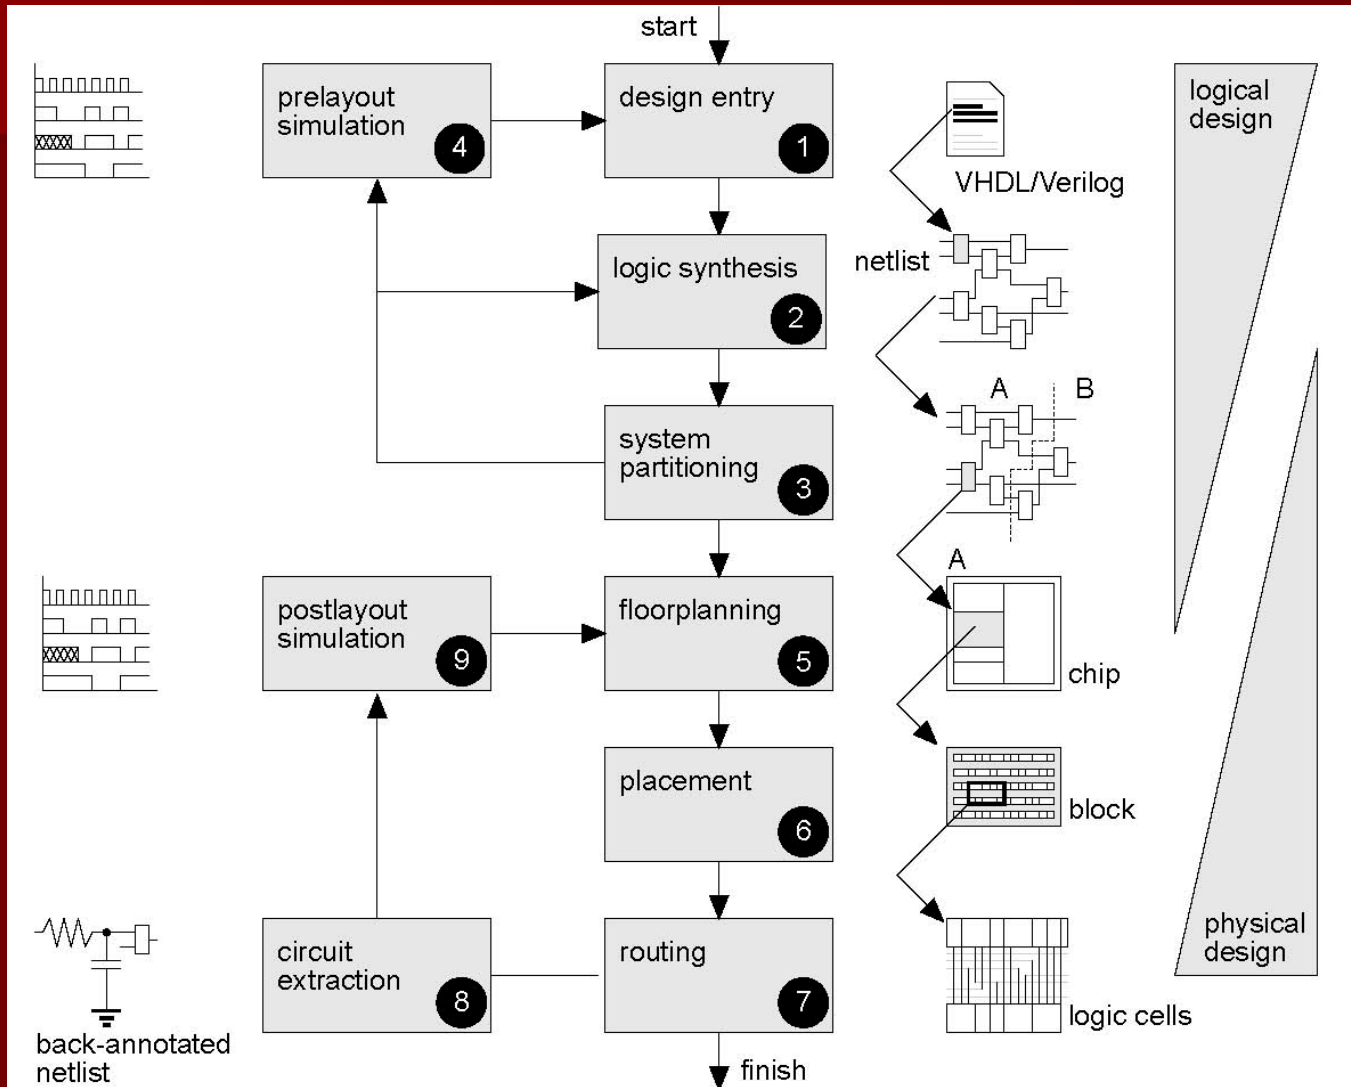 start
prelayout
simulation
4
design entry
1
VHDL/Verilog
logical
design
logic synthesis
2
netlist
system
partitioning
3
A
B
postlayout
simulation
9
floorplanning
5
A
chip
placement
6
block
circuit
extraction
8
routing
7
logic cells
physical
design
back-annotated
netlist
finish